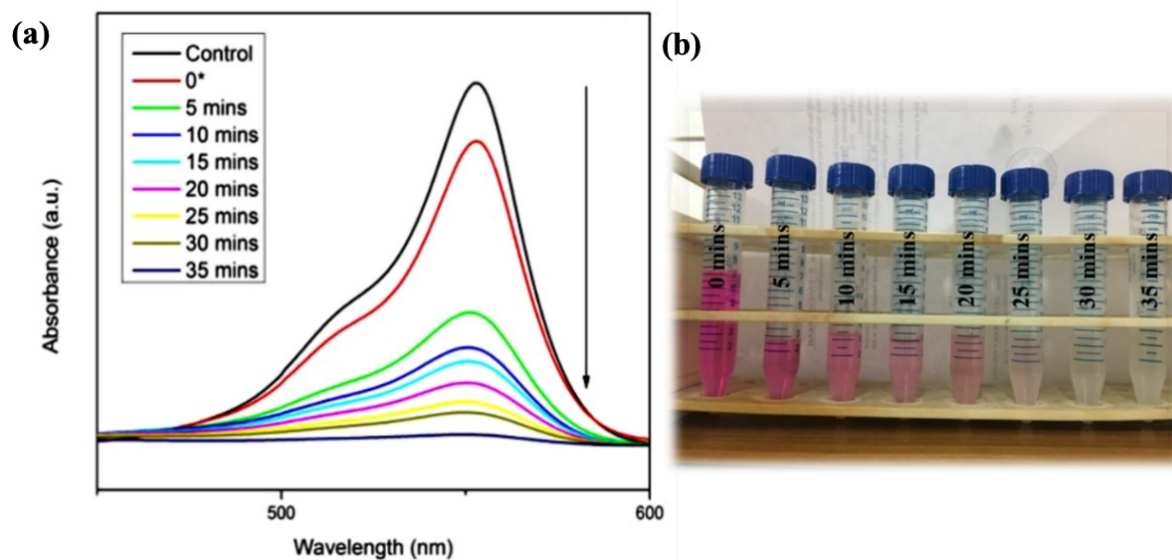 (a)
Control
0*
5 mins
10 mins
15 mins
20 mins
25 mins
30 mins
35 mins
Absorbance (a.u.)
500
600
Wavelength (nm)
(b)
0 mins
5 mins
10 mins
15 mins
20 mins
25 mins
30 mins
35 mins